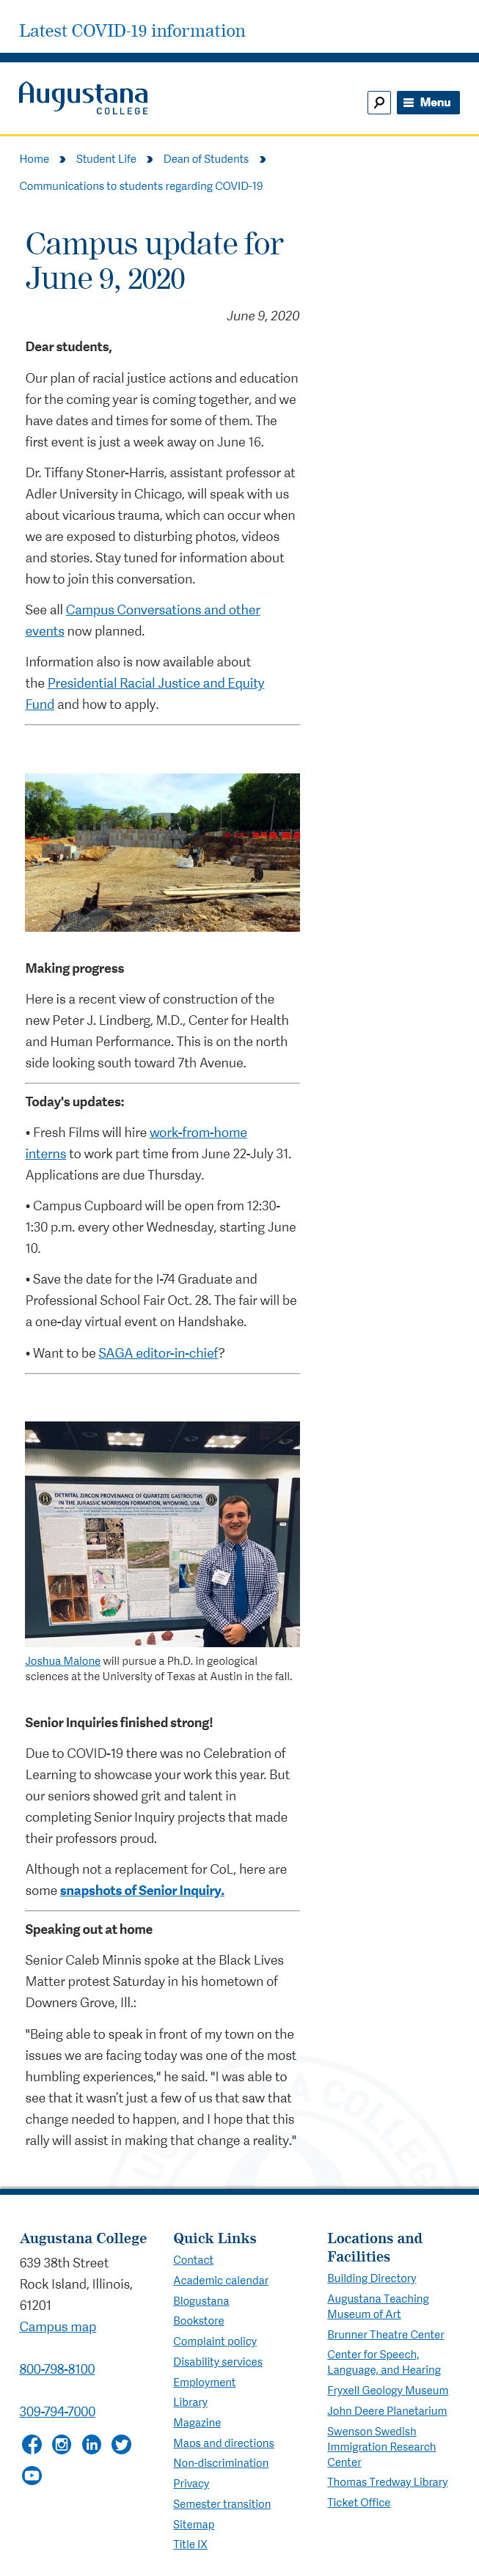 Latest COVID-19 information
Augustana
COLLEGE
Menu
Home
Student Life
Dean of Students
Communications to students regarding COVID-19
Campus update for
June 9, 2020
June 9, 2020
Dear students,
Our plan of racial justice actions and education
for the coming year is coming together, and we
have dates and times for some of them. The
first event is just a week away on June 16.
Dr. Tiffany Stoner-Harris, assistant professor at
Adler University in Chicago, will speak with us
about vicarious trauma, which can occur when
we are exposed to disturbing photos, videos
and stories. Stay tuned for information about
how to join this conversation.
See all Campus Conversations and other
events now planned.
Information also is now available about
the Presidential Racial Justice and Equity
Fund and how to apply.
Making progress
Here is a recent view of construction of the
new Peter J. Lindberg, M.D., Center for Health
and Human Performance. This is on the north
side looking south toward 7th Avenue.
Today's updates:
• Fresh Films will hire work-from-home
interns to work part time from June 22-July 31.
Applications are due Thursday.
• Campus Cupboard will be open from 12:30-
1:30 p.m. every other Wednesday, starting June
10.
• Save the date for the I-74 Graduate and
Professional School Fair Oct. 28. The fair will be
a one-day virtual event on Handshake.
• Want to be SAGA editor-in-chief?
DETRITAL ZIRCON PROVENANCE OF QUARTZITE GASTROLITHS
IN THE JURASSIC MORRISON FORMATION, WYOMING, USA
Joshua Malone will pursue a Ph.D. in geological
sciences at the University of Texas at Austin in the fall.
Senior Inquiries finished strong!
Due to COVID-19 there was no Celebration of
Learning to showcase your work this year. But
our seniors showed grit and talent in
completing Senior Inquiry projects that made
their professors proud.
Although not a replacement for CoL, here are
some snapshots of Senior Inquiry.
Speaking out at home
Senior Caleb Minnis spoke at the Black Lives
Matter protest Saturday in his hometown of
Downers Grove, Ill.:
"Being able to speak in front of my town on the
issues we are facing today was one of the most
humbling experiences," he said. "I was able to
see that it wasn’t just a few of us that saw that
change needed to happen, and I hope that this
rally will assist in making that change a reality."
Augustana College
639 38th Street
Rock Island, Illinois,
61201
Campus map
800-798-8100
309-794-7000
Quick Links
Contact
Academic calendar
Blogustana
Bookstore
Complaint policy
Disability services
Employment
Library
Magazine
Maps and directions
Non-discrimination
Privacy
Semester transition
Sitemap
Title IX
Locations and
Facilities
Building Directory
Augustana Teaching
Museum of Art
Brunner Theatre Center
Center for Speech,
Language, and Hearing
Fryxell Geology Museum
John Deere Planetarium
Swenson Swedish
Immigration Research
Center
Thomas Tredway Library
Ticket Office